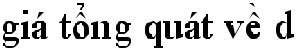 giá tổng quát về d